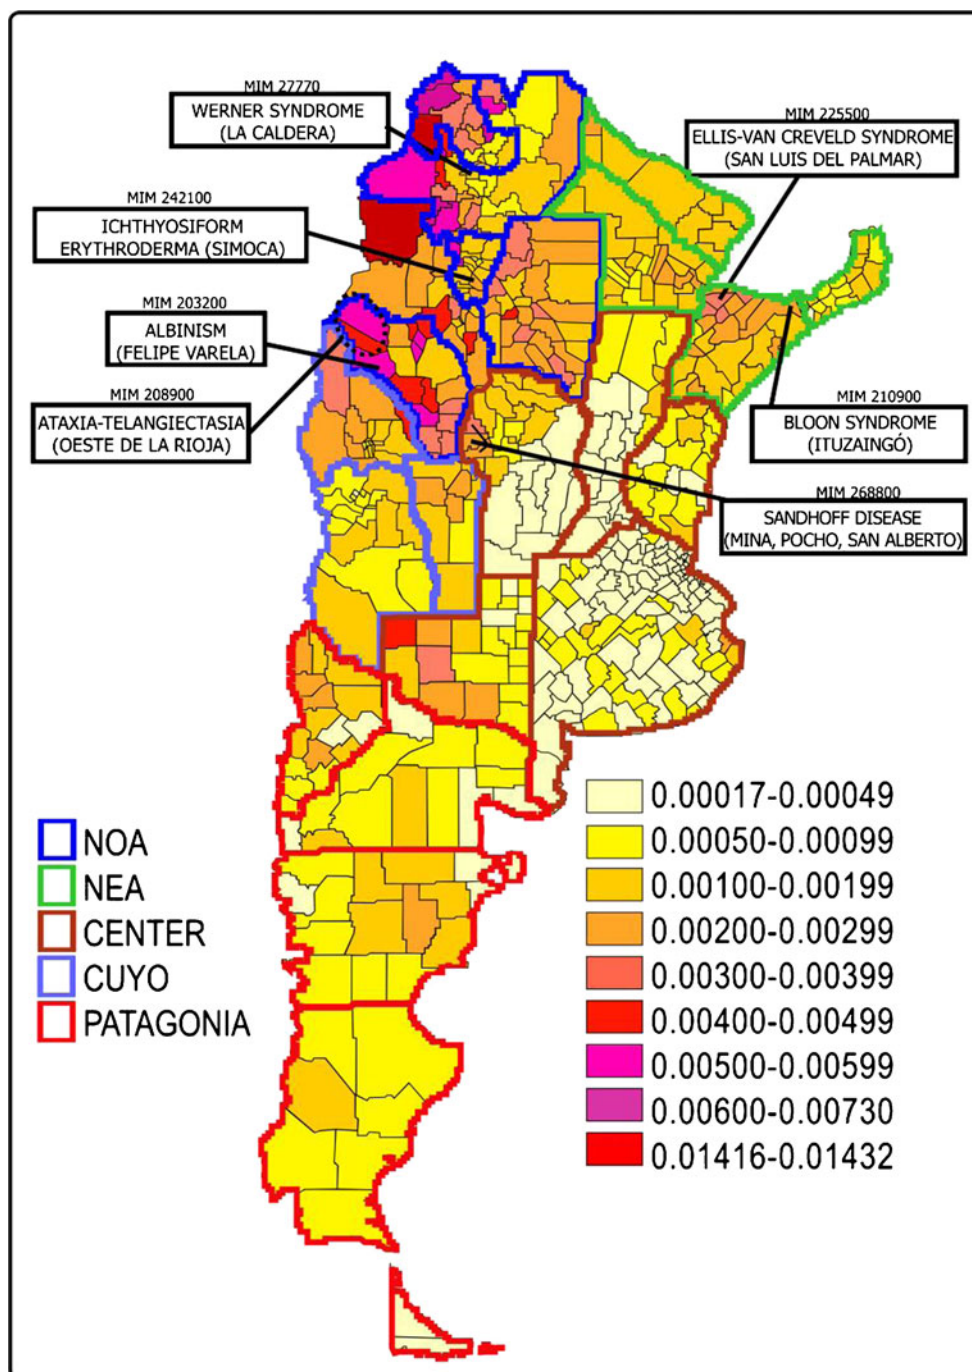 MIM 27770
WERNER SYNDROME
(LA CALDERA)
MIM 225500
ELLIS-VAN CREVELD SYNDROME
(SAN LUIS DEL PALMAR)
MIM 242100
ICHTHYOSIFORM
ERYTHRODERMA (SIMOCA)
MIM 203200
ALBINISM
(FELIPE VARELA)
MIM 208900
ATAXIA-TELANGIECTASIA
(OESTE DE LA RIOJA)
MIM 210900
BLOON SYNDROME
(ITUZAINGÓ)
MIM 268800
SANDHOFF DISEASE
(MINA, POCHO, SAN ALBERTO)
NOA
NEA
CENTER
CUYO
PATAGONIA
0.00017-0.00049
0.00050-0.00099
0.00100-0.00199
0.00200-0.00299
0.00300-0.00399
0.00400-0.00499
0.00500-0.00599
0.00600-0.00730
0.01416-0.01432